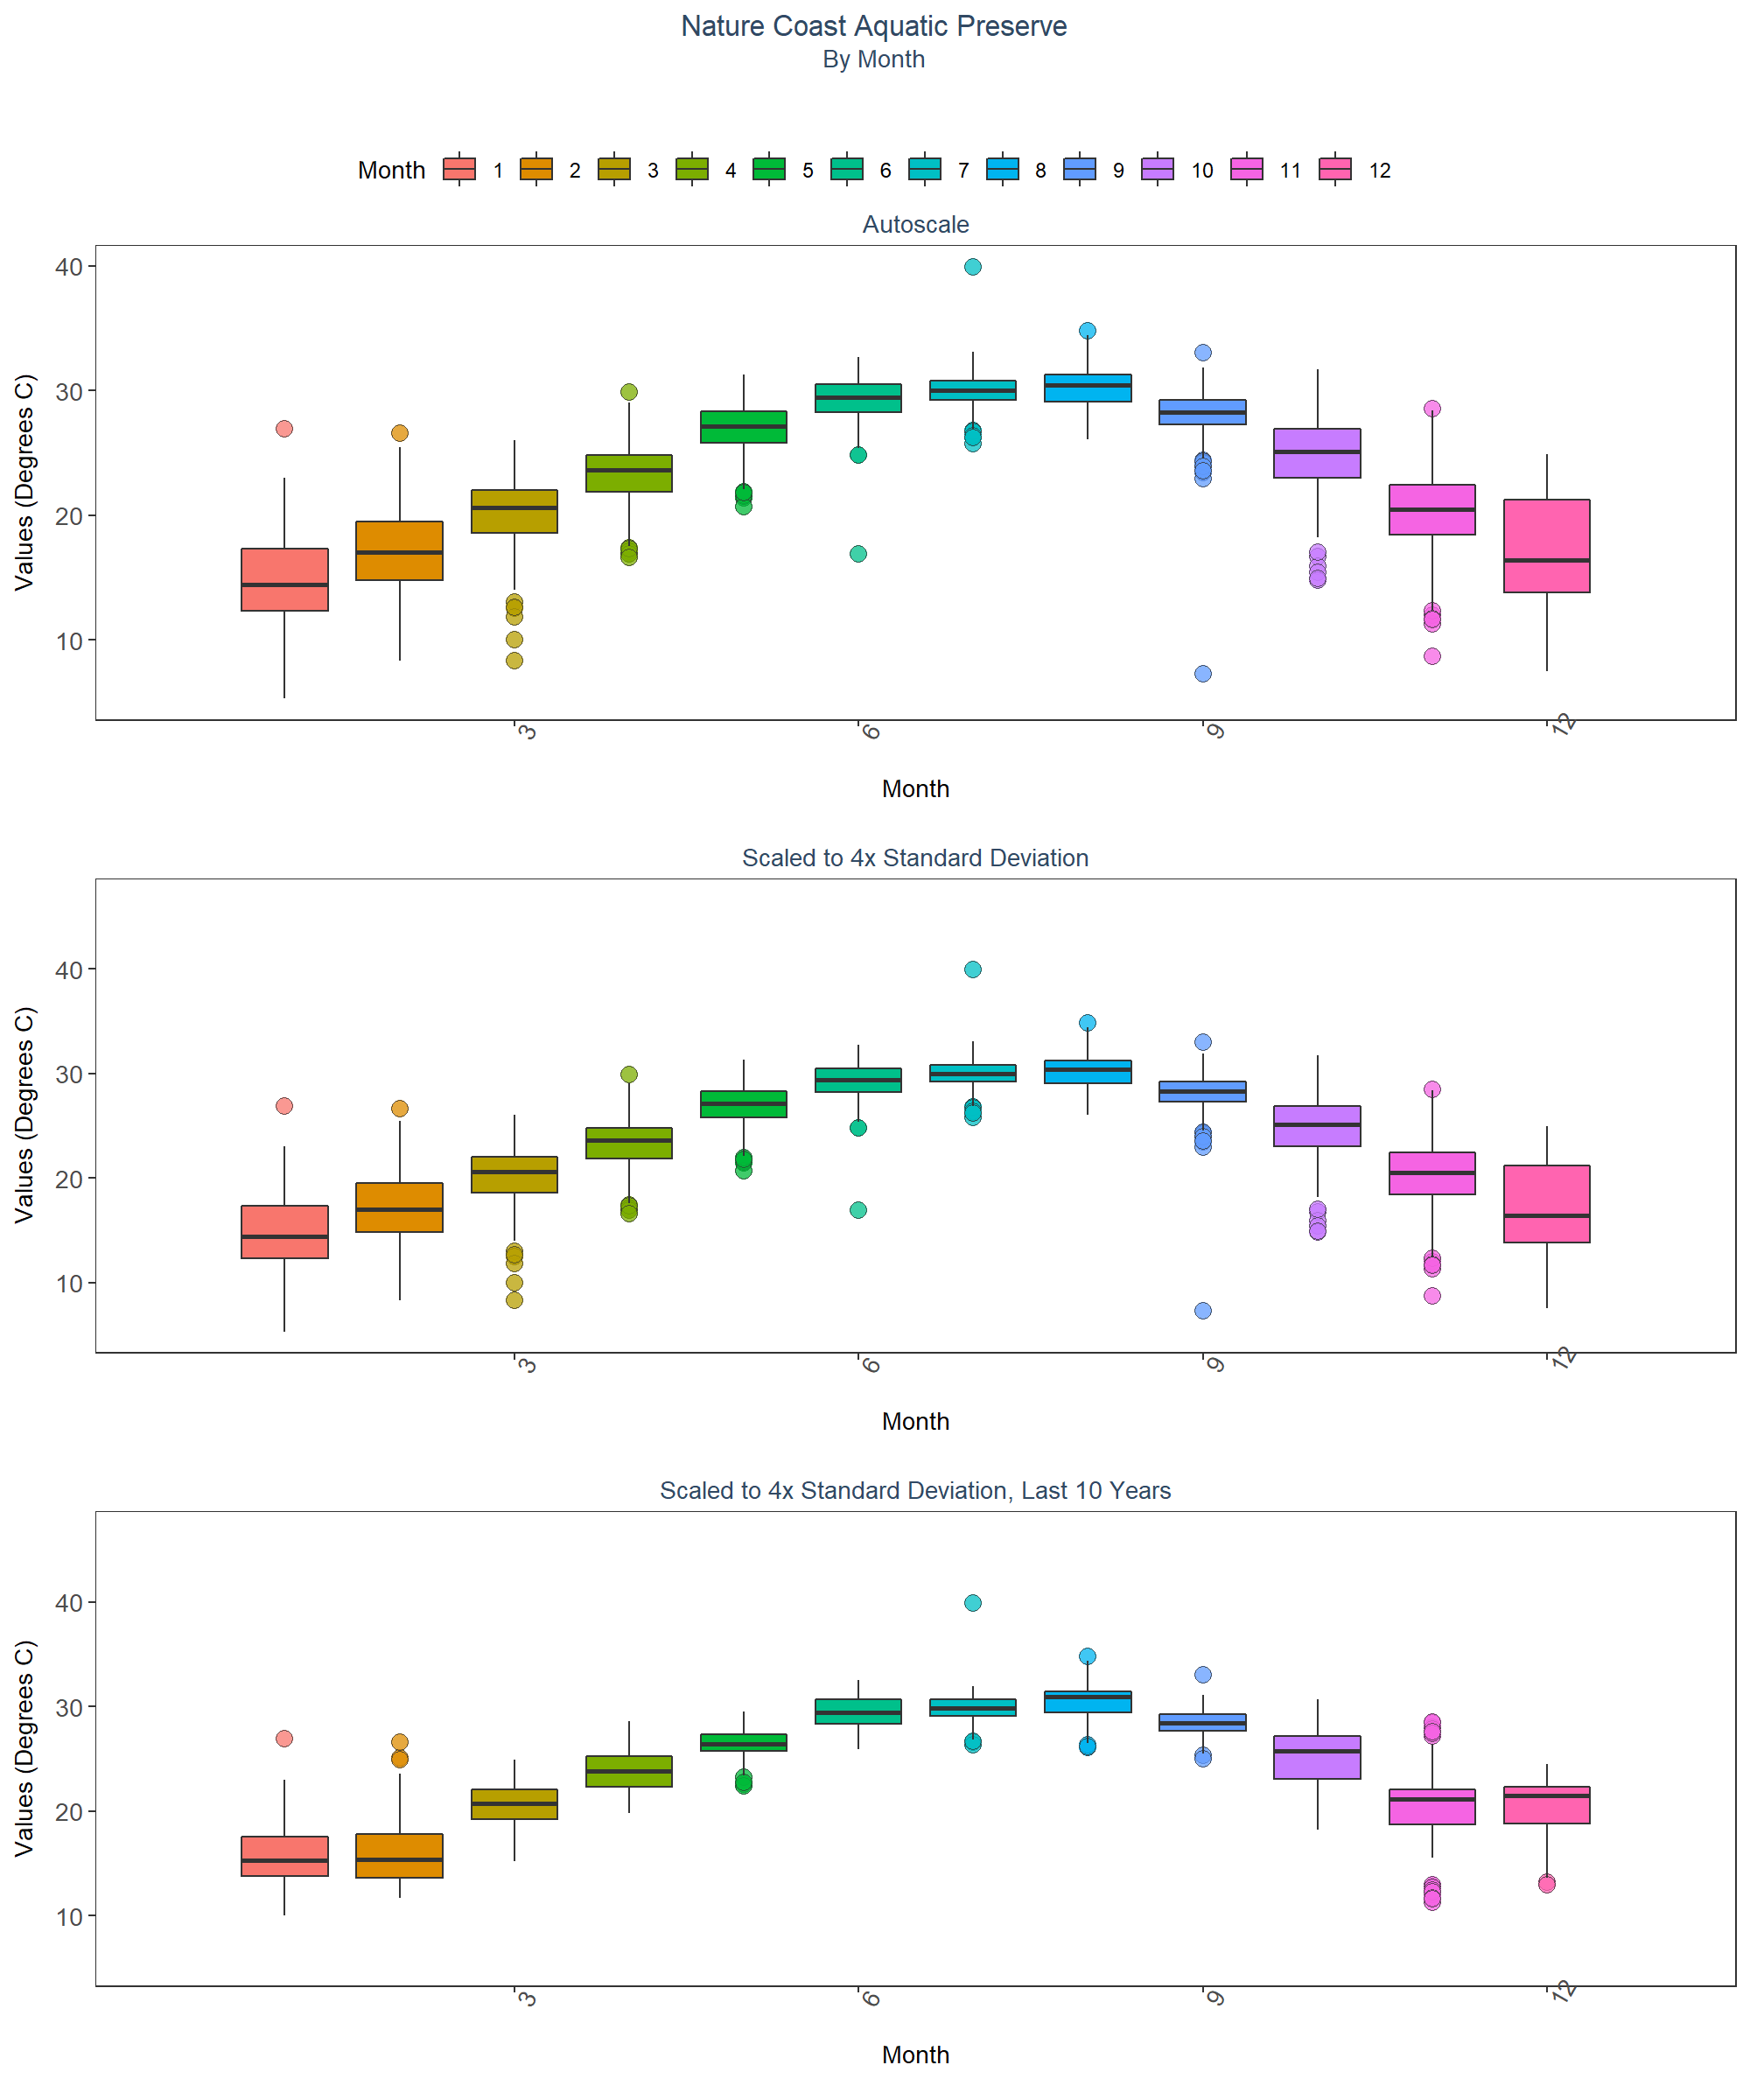 Nature Coast Aquatic Preserve
By Month
Month 1 2 3 4 5 6 7 8 9 10 11 12
Autoscale
Values (Degrees C)
40
30
20
10
3 6 9 12
Month
Scaled to 4x Standard Deviation
Values (Degrees C)
40
30
20
10
3 6 9 12
Month
Scaled to 4x Standard Deviation, Last 10 Years
Values (Degrees C)
40
30
20
10
3 6 9 12
Month